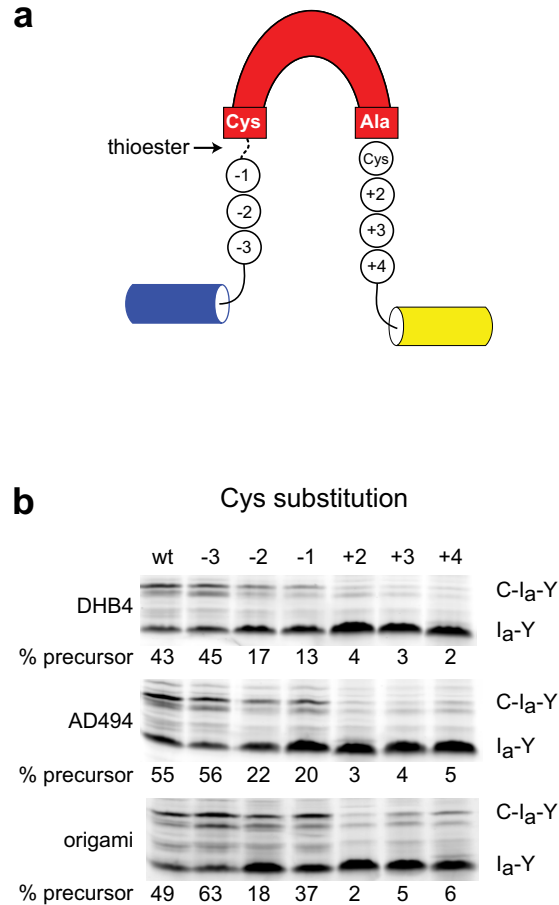 a
Cys
Ala
thioester
-1
Cys
-2
+2
-3
+3
+4
b
Cys substitution
wt -3 -2 -1 +2 +3 +4
DHB4
C-Ia-Y
Ia-Y
% precursor 43 45 17 13 4 3 2
AD494
C-Ia-Y
Ia-Y
% precursor 55 56 22 20 3 4 5
origami
C-Ia-Y
Ia-Y
% precursor 49 63 18 37 2 5 6